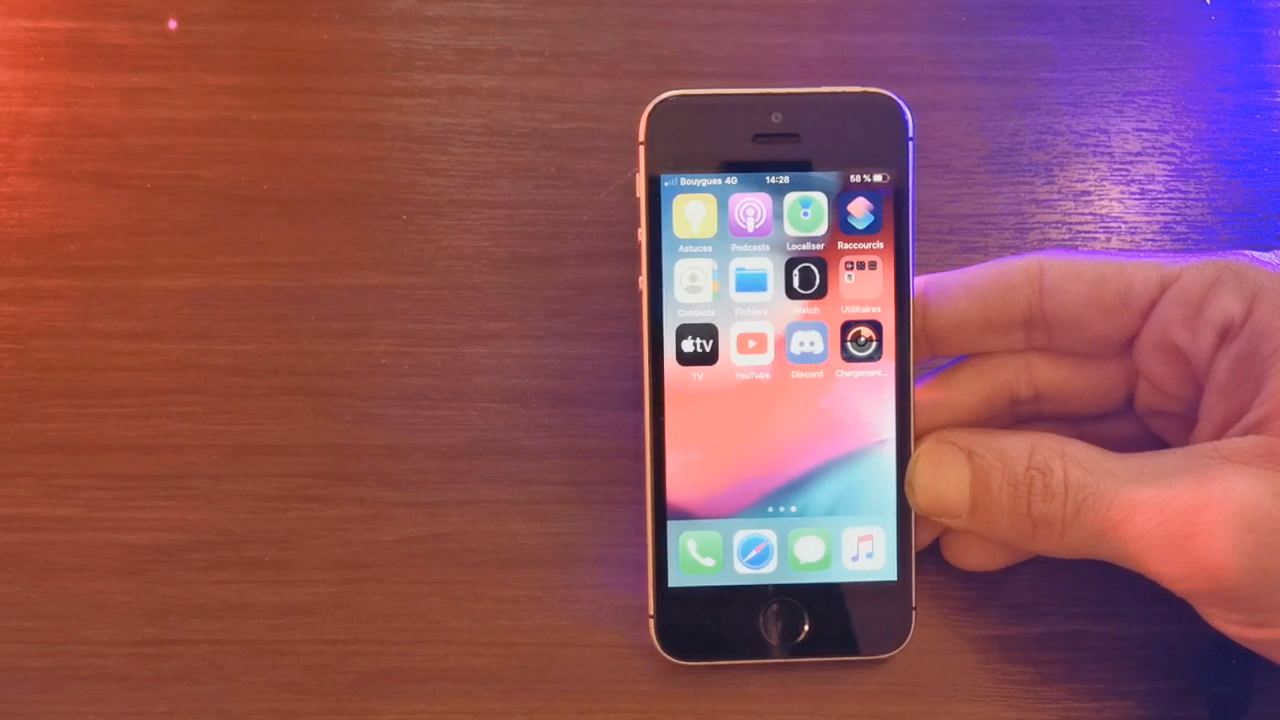 Bouygues 4G 14:28 58 %
Astuces Podcasts Localiser Raccourcis
Contacts Fichiers Watch Utilitaires
tv
TV YouTube Discord Chargement...